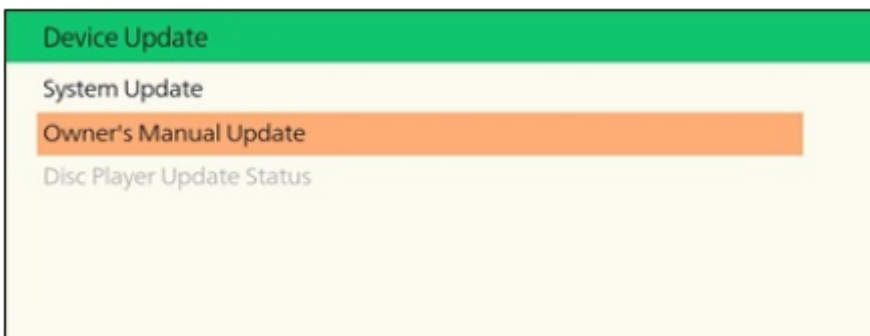 Device Update
System Update
Owner's Manual Update
Disc Player Update Status